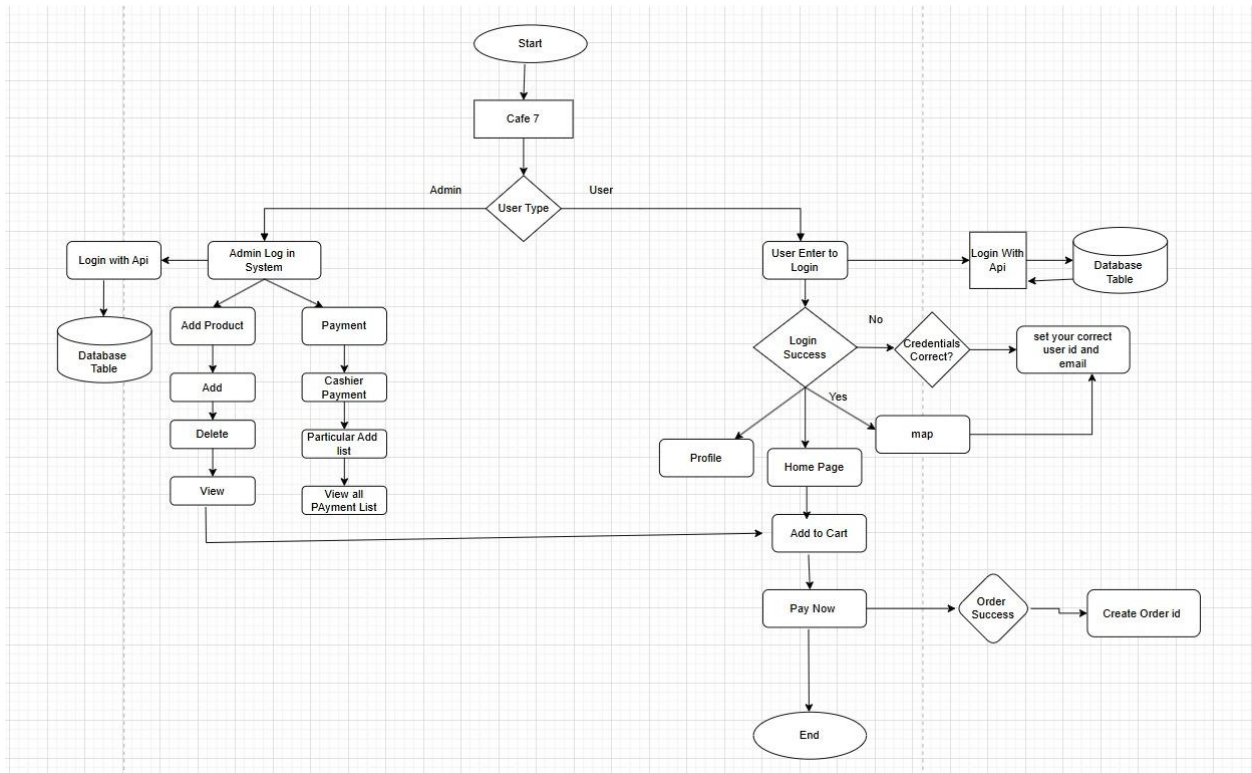 Start
Cafe 7
Admin
User
User Type
Login with Api
Admin Log in
System
User Enter to
Login
Login With
Api
Database
Table
Add Product
Payment
No
Login
Success
Credentials
Correct?
set your correct
user id and
email
Database
Table
Add
Cashier
Payment
Yes
Delete
Particular Add
list
map
Profile
Home Page
View
View all
PAyment List
Add to Cart
Pay Now
Order
Success
Create Order id
End